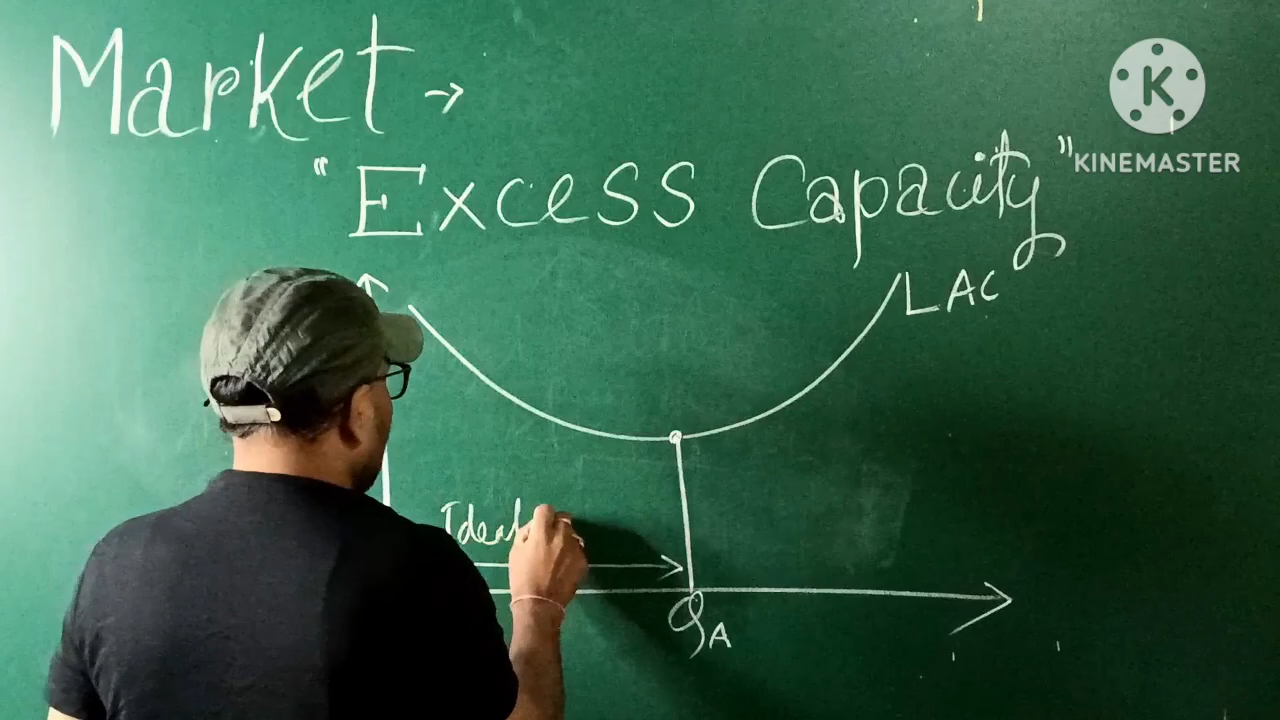 Market →
"Excess Capacity"
K
KINEMASTER
LAC
Ideal
QA